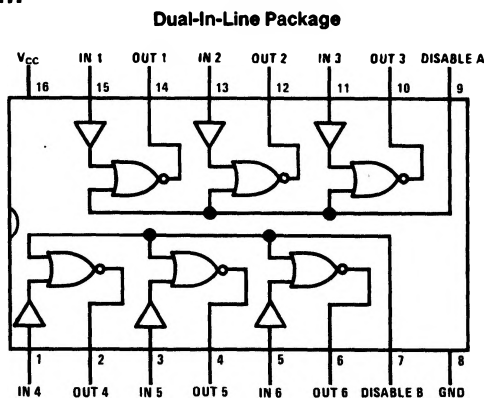 Dual-In-Line Package
VCC IN 1 OUT 1 IN 2 OUT 2 IN 3 OUT 3 DISABLE A
16 15 14 13 12 11 10 9
1 2 3 4 5 6 7 8
IN 4 OUT 4 IN 5 OUT 5 IN 6 OUT 6 DISABLE B GND